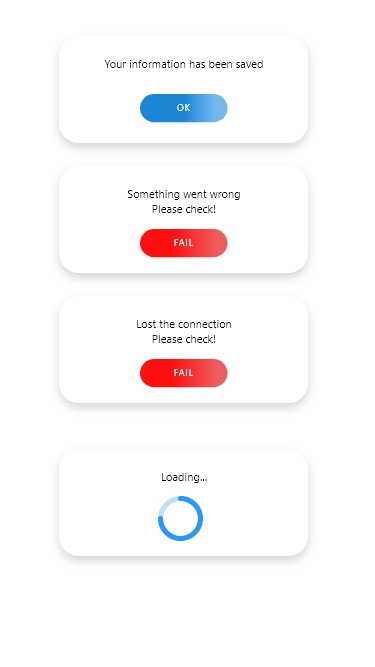 Your information has been saved
OK
Something went wrong
Please check!
FAIL
Lost the connection
Please check!
FAIL
Loading...